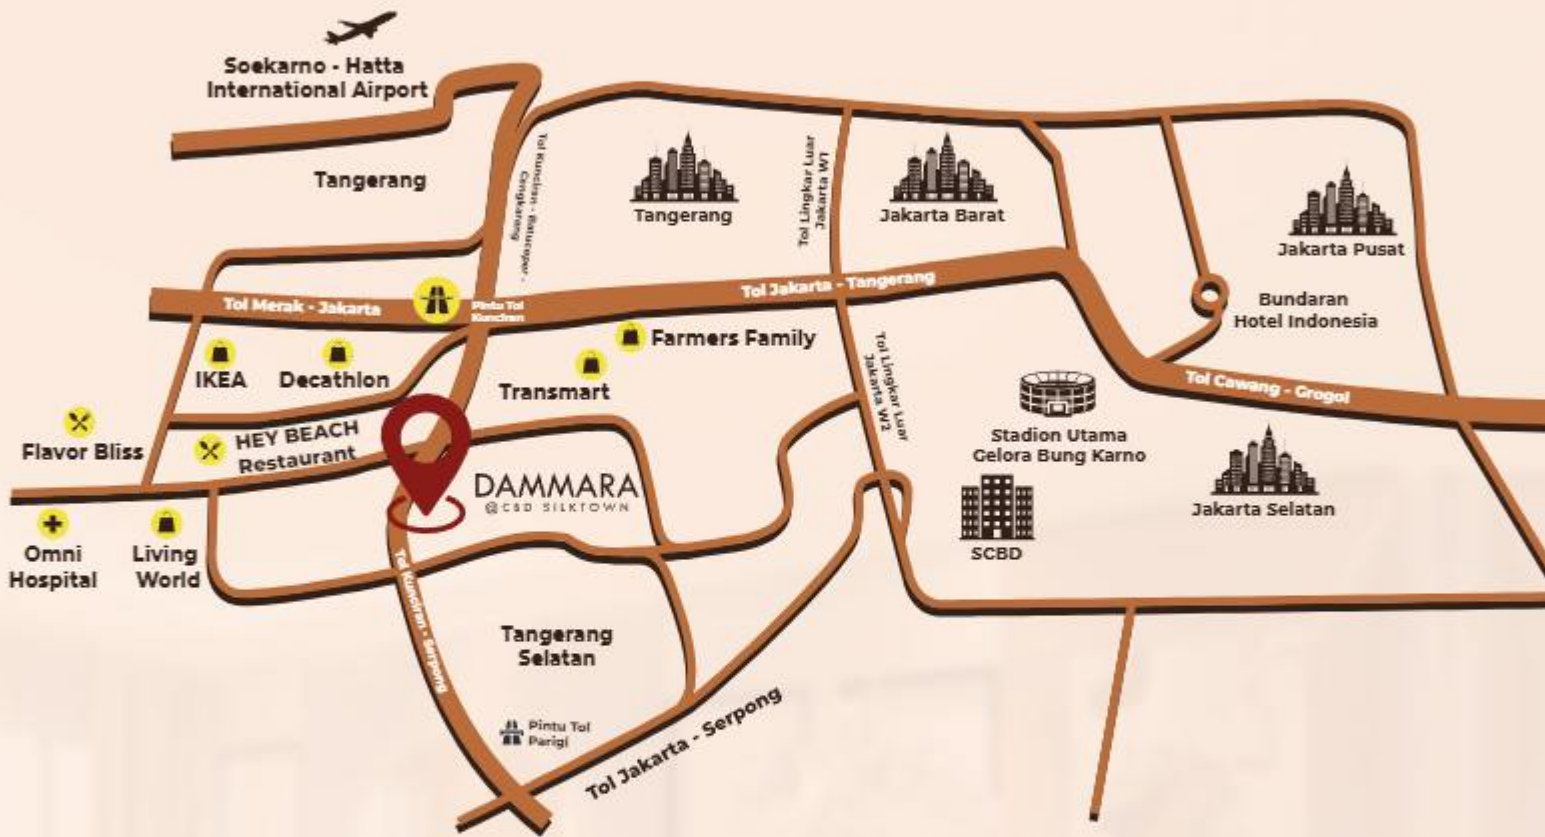 Soekarno - Hatta
International Airport
Tangerang
Tol Kunciran - Batuceper -
Cengkareng
Tangerang
Tol Lingkar Luar
Jakarta W1
Jakarta Barat
Jakarta Pusat
Tol Merak - Jakarta
Pintu Tol
Kunciran
Tol Jakarta - Tangerang
Bundaran
Hotel Indonesia
IKEA
Decathlon
Farmers Family
Transmart
Tol Lingkar Luar
Jakarta W2
Tol Cawang - Grogol
Flavor Bliss
HEY BEACH
Restaurant
Stadion Utama
Gelora Bung Karno
DAMMARA
@CBD SILKTOWN
Jakarta Selatan
SCBD
Omni
Hospital
Living
World
Tol Kunciran - Serpong
Tangerang
Selatan
Pintu Tol
Parigi
Tol Jakarta - Serpong